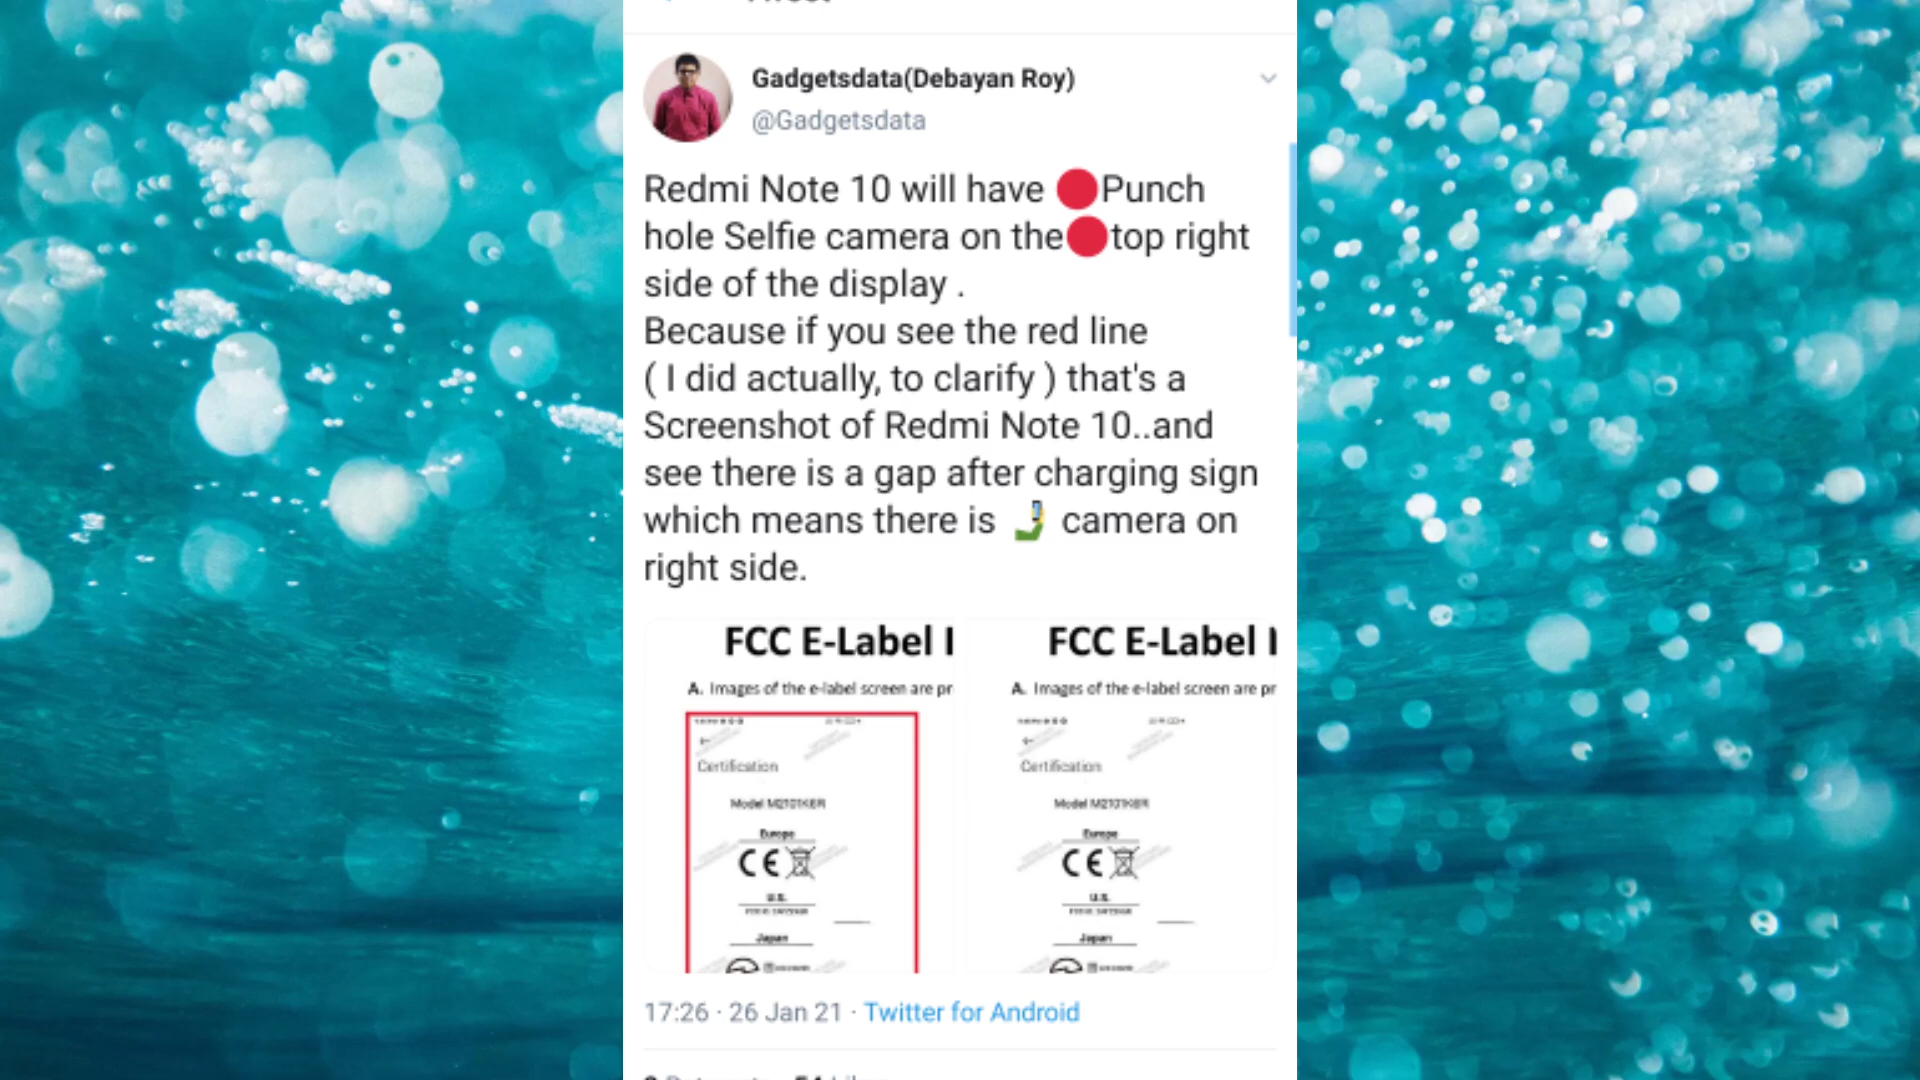 Gadgetsdata(Debayan Roy)
@Gadgetsdata
Redmi Note 10 will have 🔴Punch
hole Selfie camera on the🔴top right
side of the display .
Because if you see the red line
( I did actually, to clarify ) that's a
Screenshot of Redmi Note 10..and
see there is a gap after charging sign
which means there is 🤳 camera on
right side.
FCC E-Label I
A. Images of the e-label screen are pr
Certification
Model
Europe
CE
U.S.
Japan
FCC E-Label I
A. Images of the e-label screen are pr
Certification
Model
Europe
CE
U.S.
Japan
17:26 · 26 Jan 21 · Twitter for Android